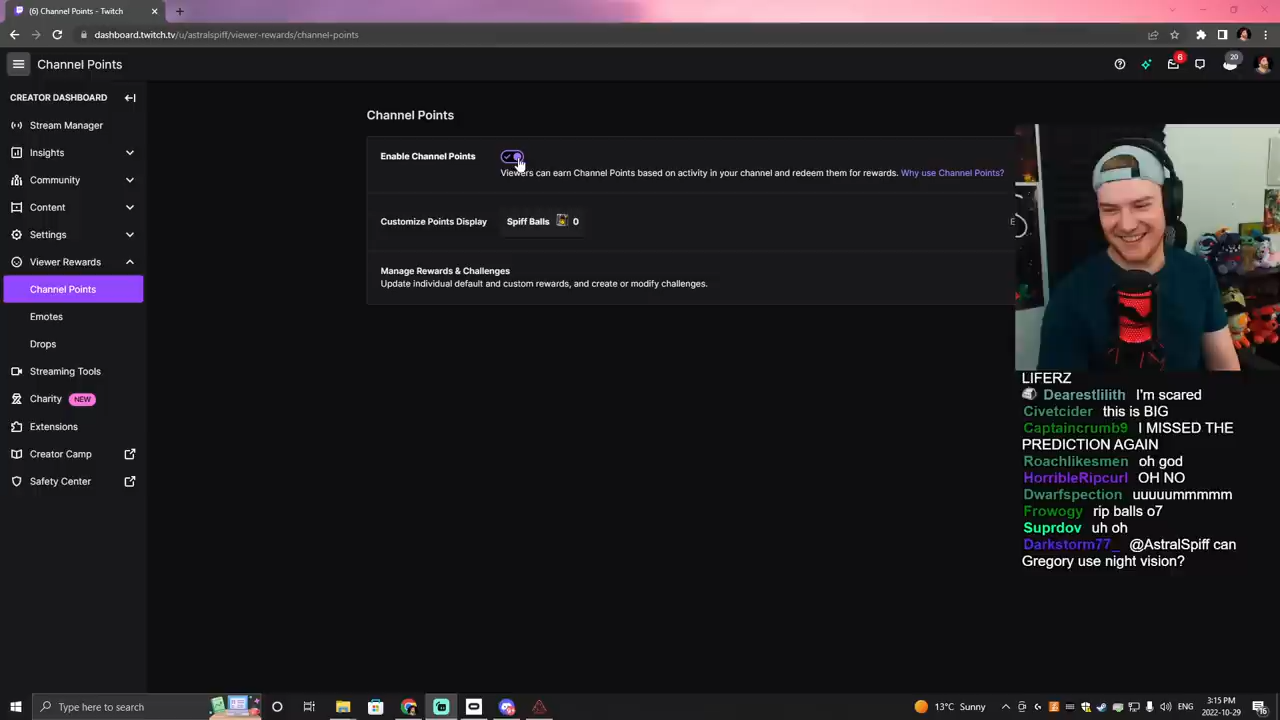 (6) Channel Points - Twitch
dashboard.twitch.tv/u/astralspiff/viewer-rewards/channel-points
Channel Points
6
20
CREATOR DASHBOARD
Stream Manager
Insights
Community
Content
Settings
Viewer Rewards
Channel Points
Emotes
Drops
Streaming Tools
Charity NEW
Extensions
Creator Camp
Safety Center
Channel Points
Enable Channel Points
Viewers can earn Channel Points based on activity in your channel and redeem them for rewards. Why use Channel Points?
Customize Points Display Spiff Balls 0
Manage Rewards & Challenges
Update individual default and custom rewards, and create or modify challenges.
LIFERZ
Dearestlilith I'm scared
Civetcider this is BIG
Captaincrumb9 I MISSED THE
PREDICTION AGAIN
Roachlikesmen oh god
HorribleRipcurl OH NO
Dwarfspection uuuuummmmm
Frowogy rip balls o7
Suprdov uh oh
Darkstorm77_ @AstralSpiff can
Gregory use night vision?
Type here to search
13°C Sunny
ENG
3:15 PM
2022-10-29